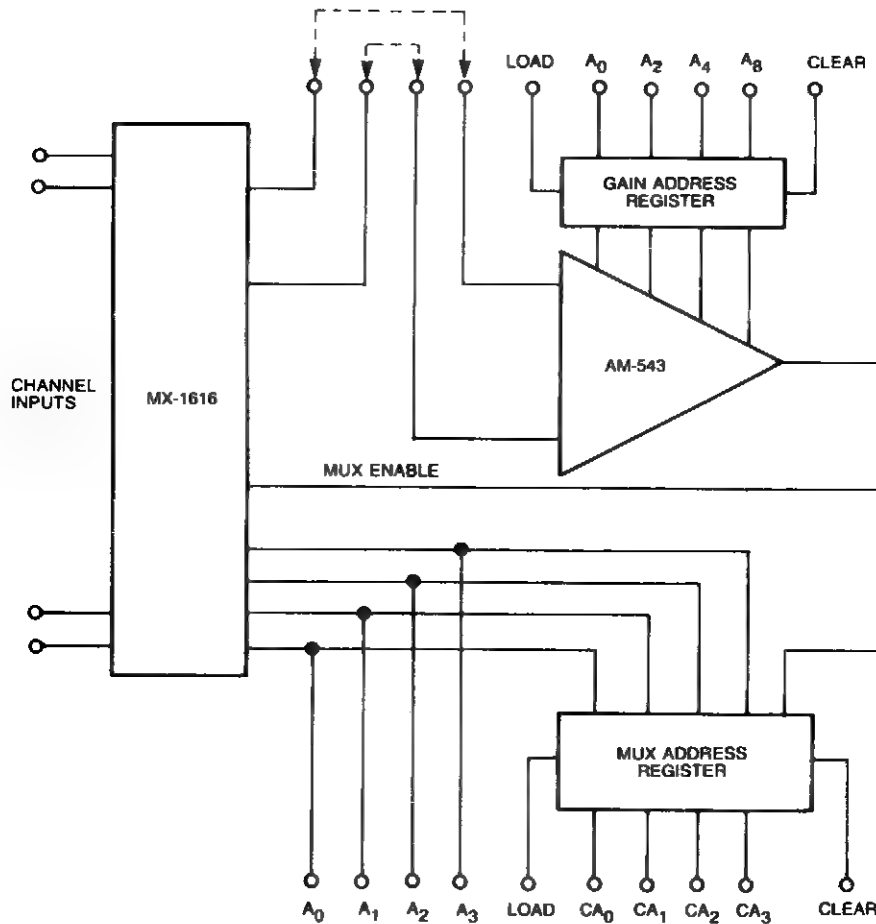 LOAD A0 A2 A4 A8 CLEAR
GAIN ADDRESS
REGISTER
AM-543
CHANNEL
INPUTS
MX-1616
MUX ENABLE
MUX ADDRESS
REGISTER
A0 A1 A2 A3 LOAD CA0 CA1 CA2 CA3 CLEAR